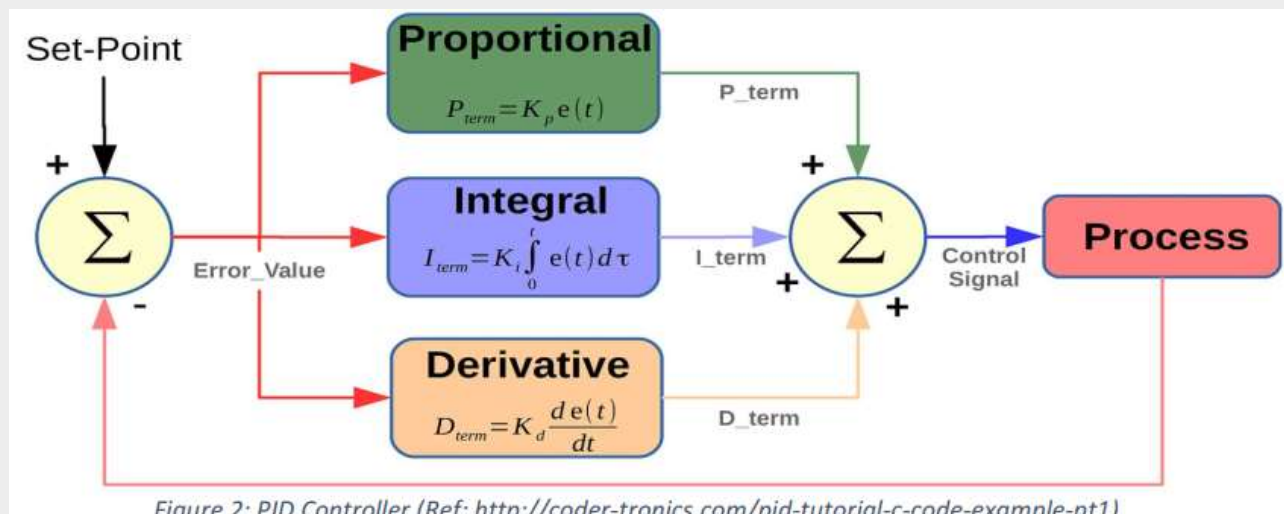 Set-Point
+
Σ
-
Error_Value
Proportional
P_term = K_p e(t)
Integral
I_term = K_i ∫_0^t e(t) dτ
Derivative
D_term = K_d de(t)/dt
P_term
I_term
D_term
+
+
+
Σ
Control
Signal
Process
Figure 2: PID Controller (Ref: http://coder-tronics.com/pid-tutorial-c-code-example-pt1)